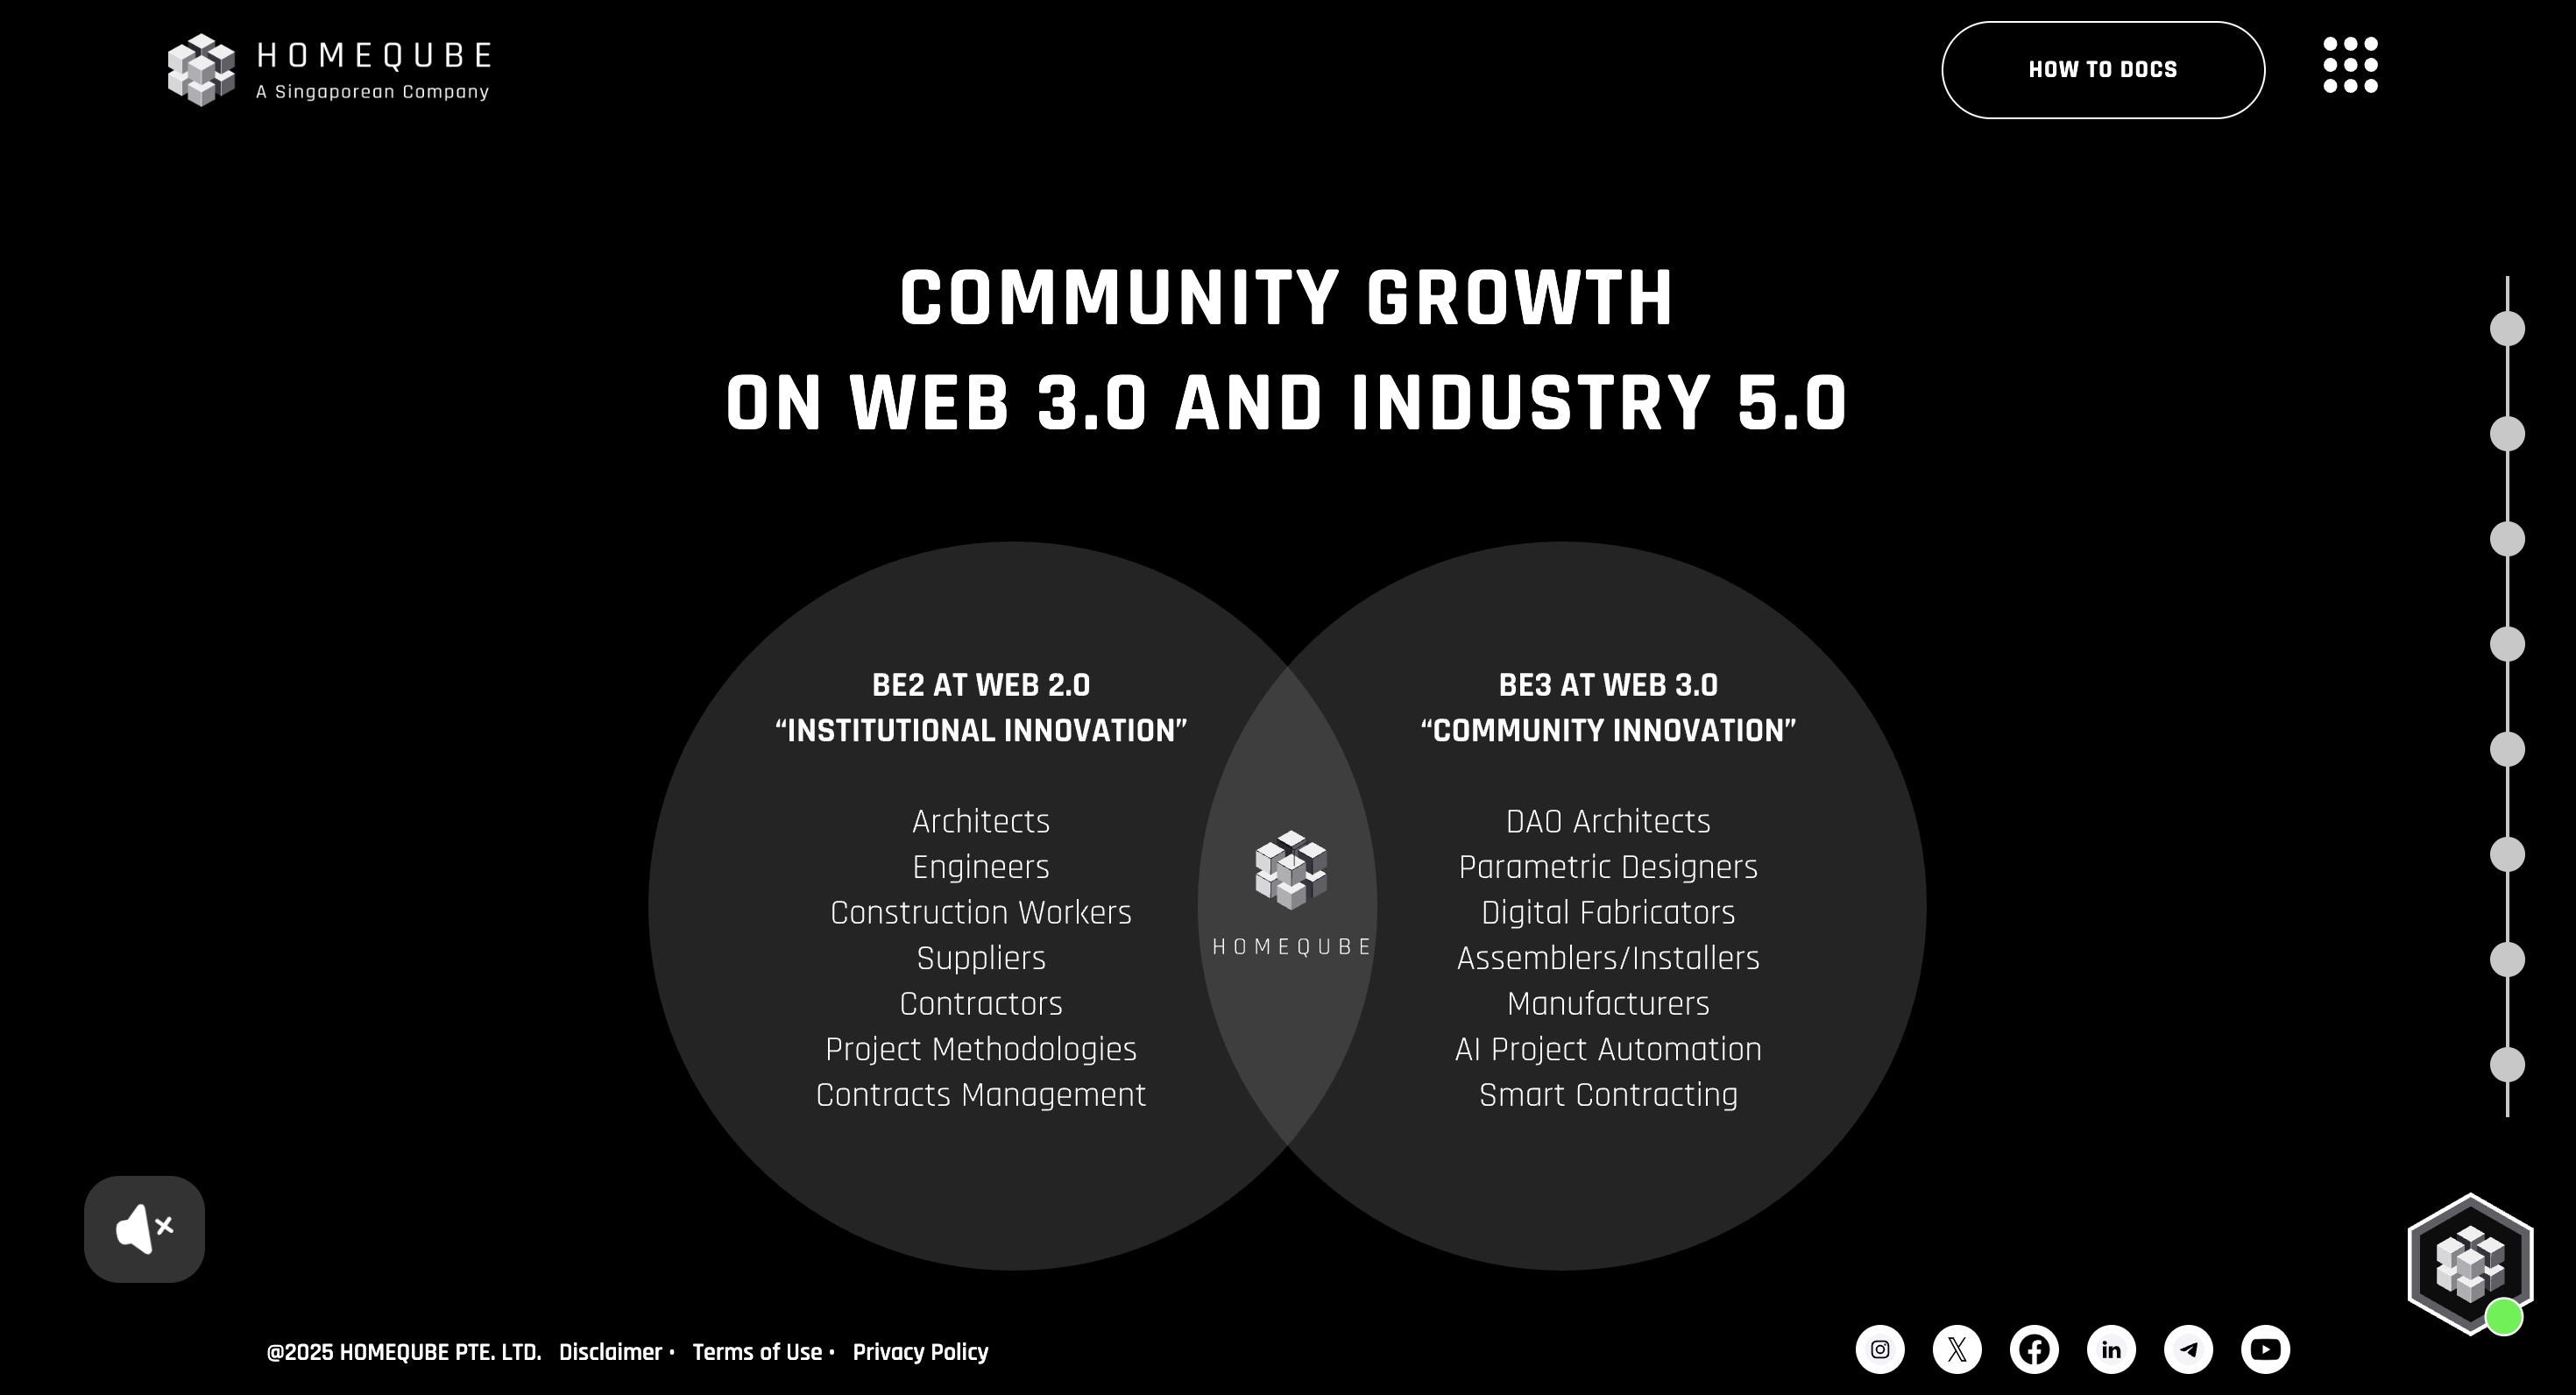 HOMEQUBE
A Singaporean Company
HOW TO DOCS
COMMUNITY GROWTH
ON WEB 3.0 AND INDUSTRY 5.0
BE2 AT WEB 2.0
“INSTITUTIONAL INNOVATION”
Architects
Engineers
Construction Workers
Suppliers
Contractors
Project Methodologies
Contracts Management
HOMEQUBE
BE3 AT WEB 3.0
“COMMUNITY INNOVATION”
DAO Architects
Parametric Designers
Digital Fabricators
Assemblers/Installers
Manufacturers
AI Project Automation
Smart Contracting
@2025 HOMEQUBE PTE. LTD. Disclaimer • Terms of Use • Privacy Policy